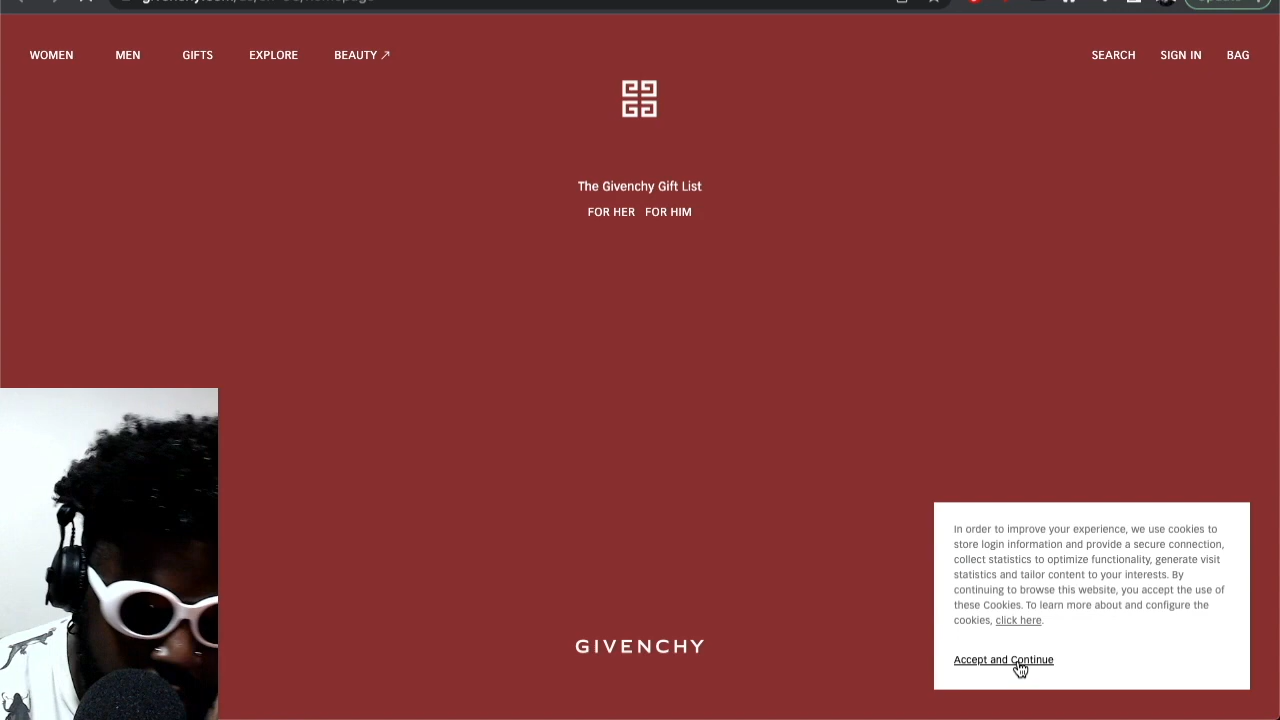 WOMEN MEN GIFTS EXPLORE BEAUTY ↗ SEARCH SIGN IN BAG
The Givenchy Gift List
FOR HER FOR HIM
In order to improve your experience, we use cookies to
store login information and provide a secure connection,
collect statistics to optimize functionality, generate visit
statistics and tailor content to your interests. By
continuing to browse this website, you accept the use of
these Cookies. To learn more about and configure the
cookies, click here.
GIVENCHY
Accept and Continue